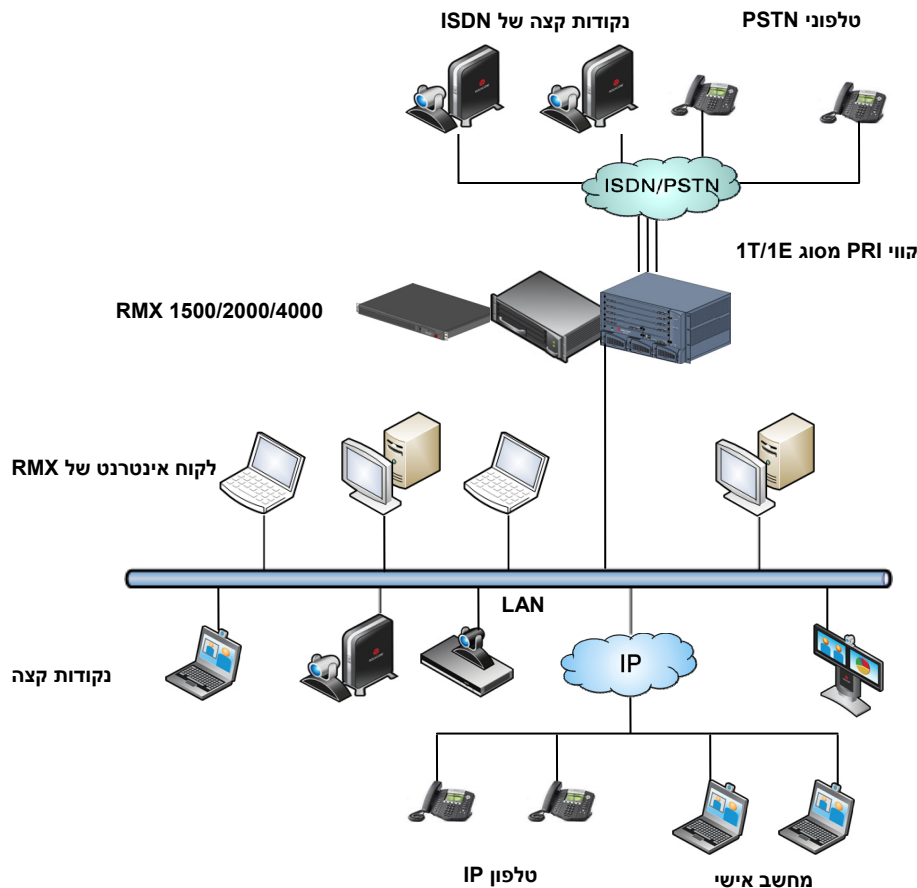 טלפוני PSTN
נקודות קצה של ISDN
ISDN/PSTN
קווי PRI מסוג 1T/1E
RMX 1500/2000/4000
לקוח אינטרנט של RMX
LAN
נקודות קצה
IP
טלפון IP
מחשב אישי